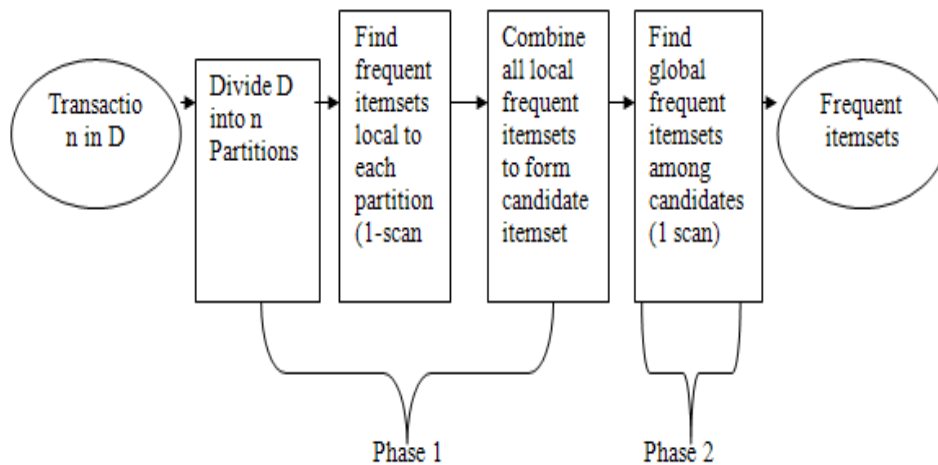 Transactio
n in D
Divide D
into n
Partitions
Find
frequent
itemsets
local to
each
partition
(1-scan
Combine
all local
frequent
itemsets
to form
candidate
itemset
Find
global
frequent
itemsets
among
candidates
(1 scan)
Frequent
itemsets
Phase 1
Phase 2